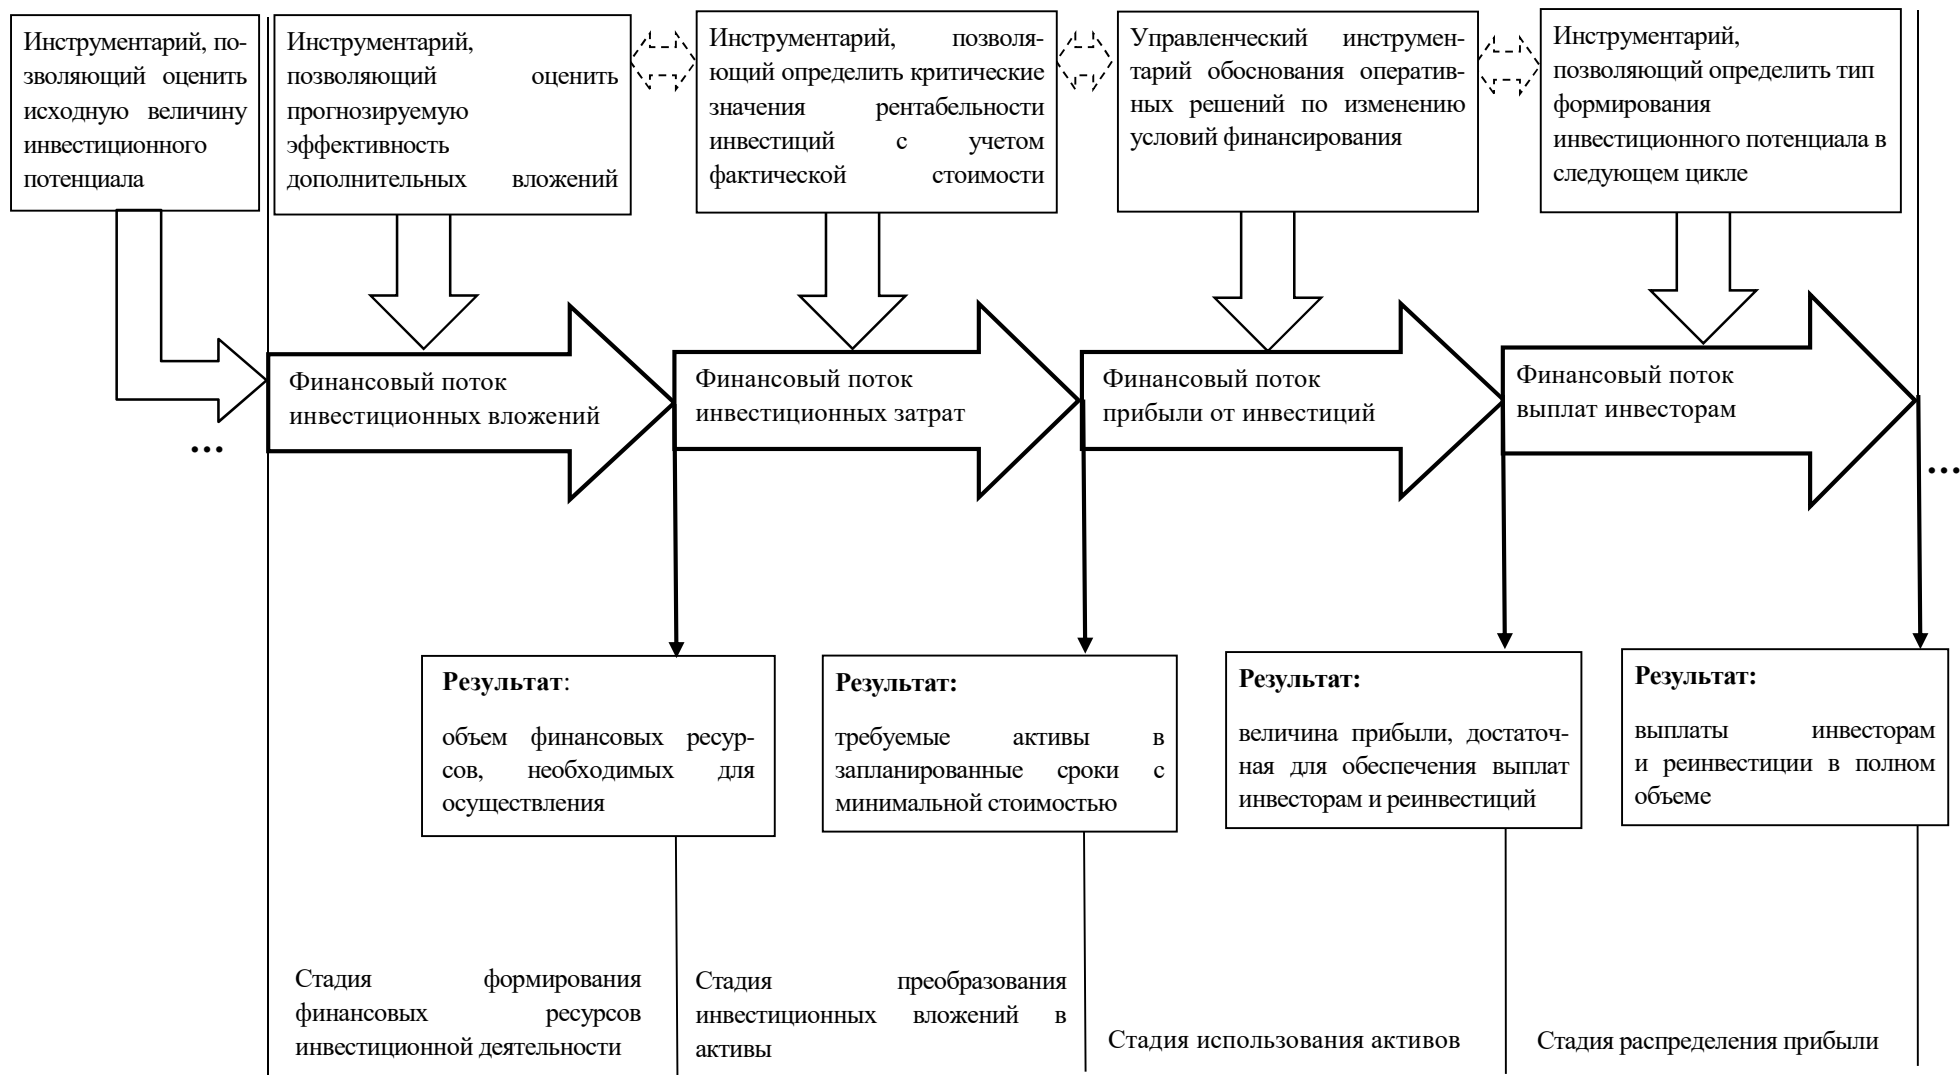 Инструментарий, по-
зволяющий оценить
исходную величину
инвестиционного
потенциала
Инструментарий,
позволяющий оценить
прогнозируемую
эффективность
дополнительных вложений
Инструментарий, позволя-
ющий определить критические
значения рентабельности
инвестиций с учетом
фактической стоимости
Управленческий инструмен-
тарий обоснования оператив-
ных решений по изменению
условий финансирования
Инструментарий,
позволяющий определить тип
формирования
инвестиционного потенциала в
следующем цикле
Финансовый поток
инвестиционных вложений
Финансовый поток
инвестиционных затрат
Финансовый поток
прибыли от инвестиций
Финансовый поток
выплат инвесторам
...
...
Результат:
объем финансовых ресур-
сов, необходимых для
осуществления
Результат:
требуемые активы в
запланированные сроки с
минимальной стоимостью
Результат:
величина прибыли, достаточ-
ная для обеспечения выплат
инвесторам и реинвестиций
Результат:
выплаты инвесторам
и реинвестиции в полном
объеме
Стадия формирования
финансовых ресурсов
инвестиционной деятельности
Стадия преобразования
инвестиционных вложений в
активы
Стадия использования активов
Стадия распределения прибыли